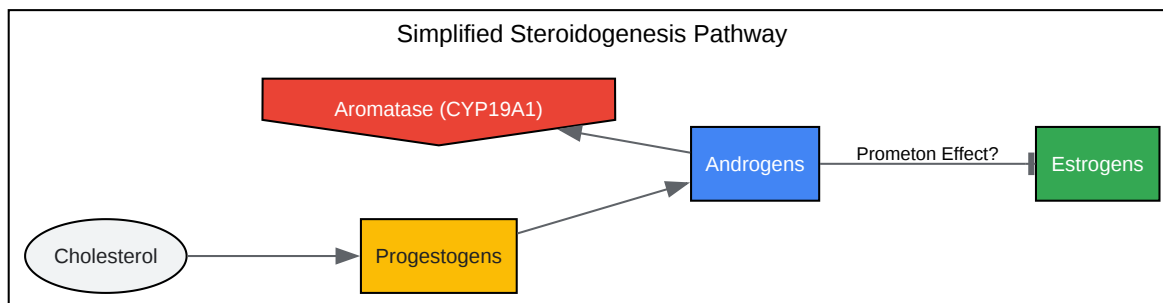 Simplified Steroidogenesis Pathway
Aromatase (CYP19A1)
Androgens
Prometon Effect?
Estrogens
Cholesterol
Progestogens